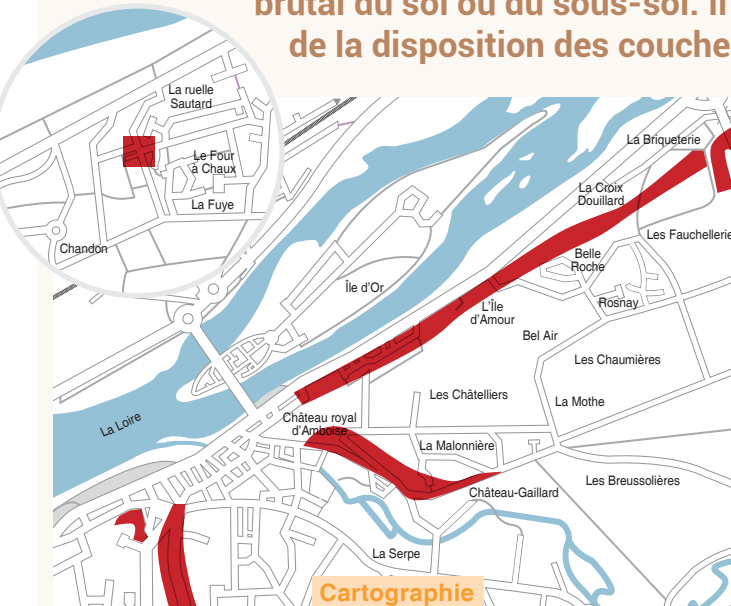 brutal du sol ou du sous-sol. Il
de la disposition des couche
La ruelle
Sautard
Le Four
à Chaux
La Fuye
Chandon
La Briqueterie
La Croix
Douillard
Les Fauchellerie
Belle
Roche
Île d'Or
Rosnay
L'Île
d'Amour
Bel Air
Les Chaumières
Les Châtelliers
La Mothe
La Loire
Château royal
d'Amboise
La Malonnière
Les Breussolières
Château-Gaillard
La Serpe
Cartographie